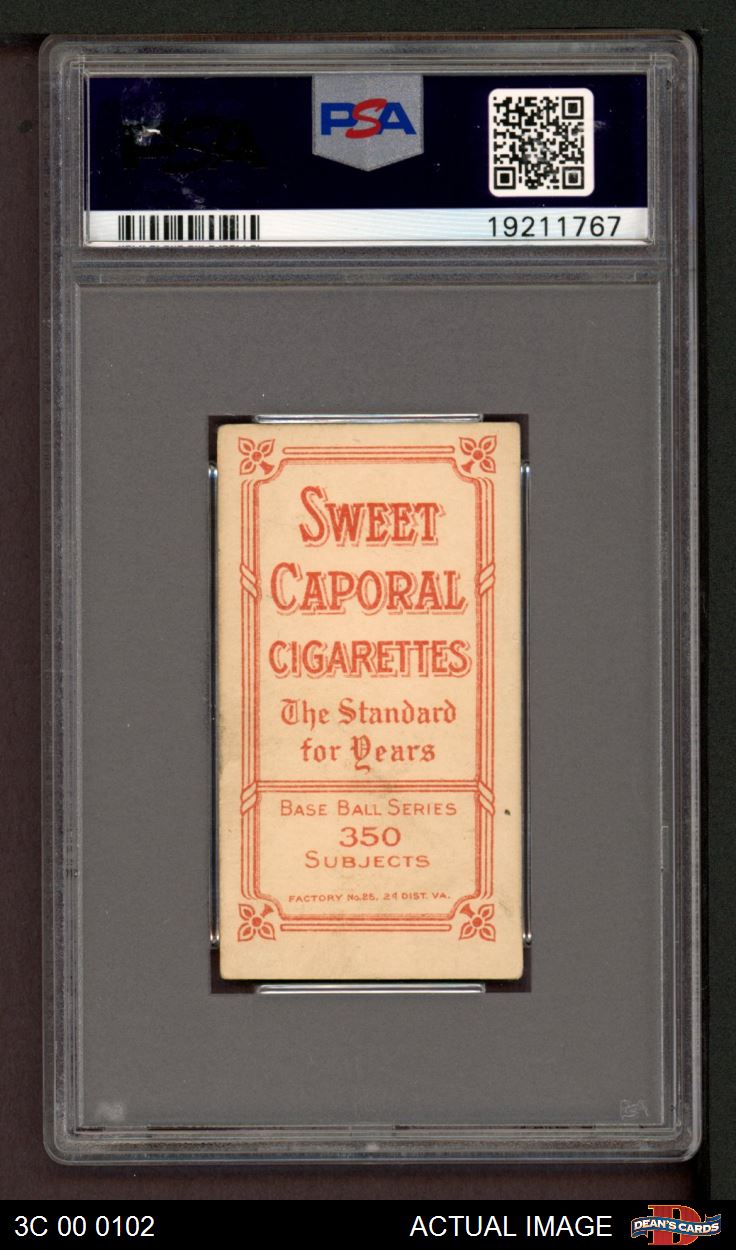 PSA
PSA
19211767
SWEET
CAPORAL
CIGARETTES
The Standard
for Years
BASE BALL SERIES
350
SUBJECTS
FACTORY No.25, 2d DIST. VA.
3C 00 0102
ACTUAL IMAGE
DEAN'S CARDS